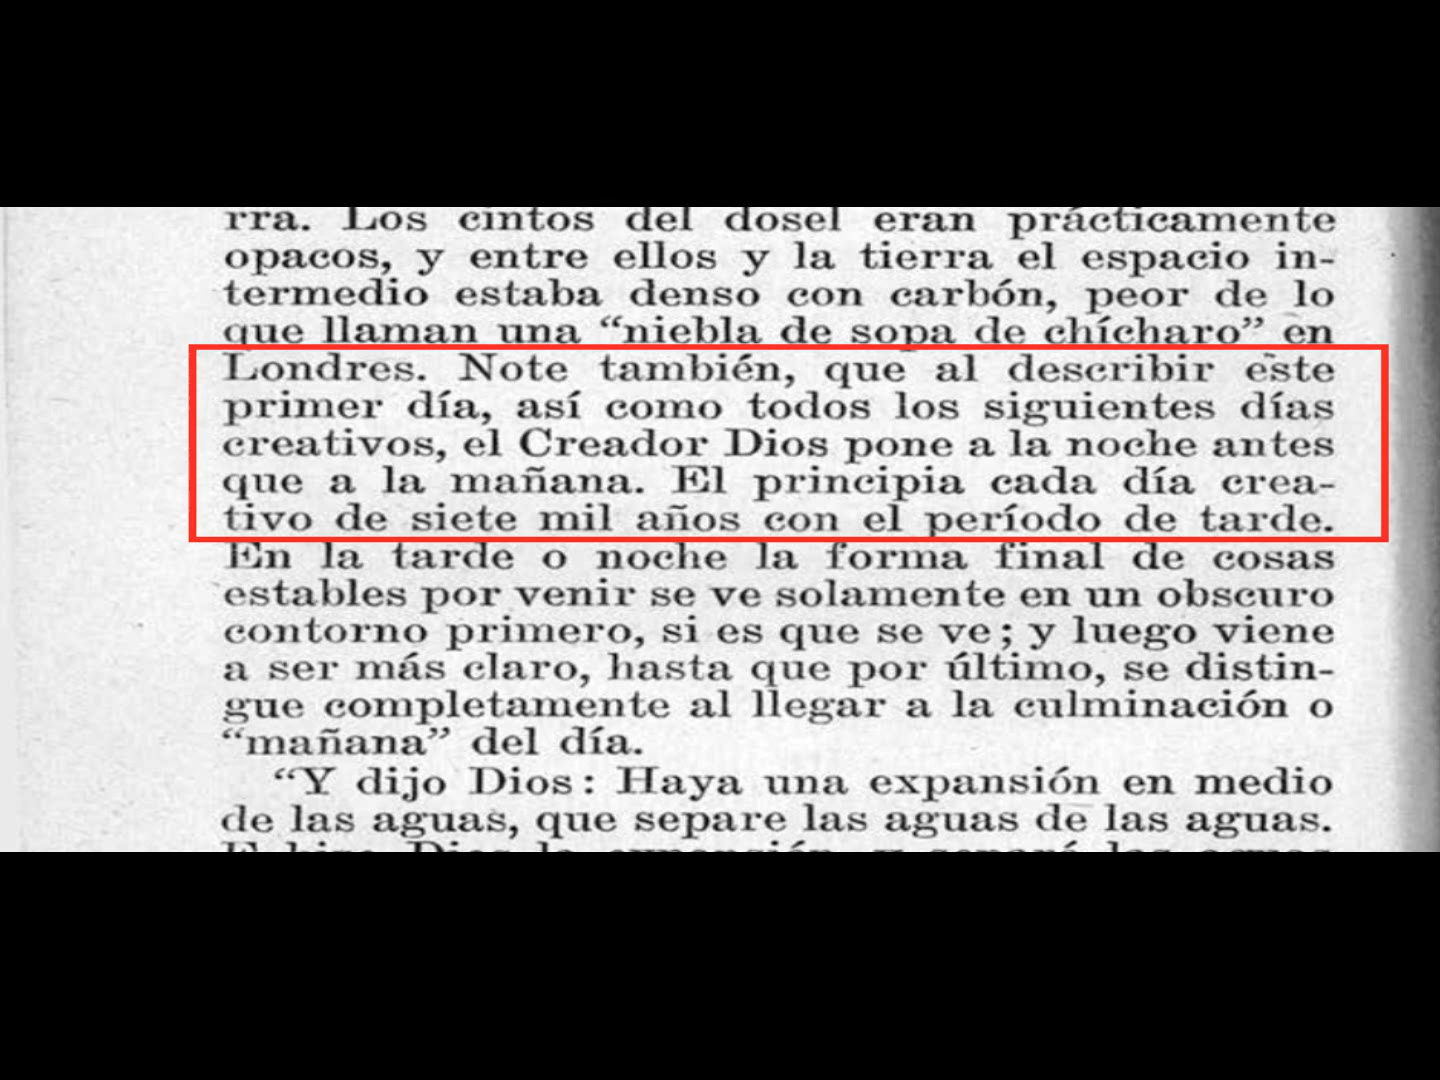 rra. Los cintos del dosel eran prácticamente
opacos, y entre ellos y la tierra el espacio in-
termedio estaba denso con carbón, peor de lo
que llaman una “niebla de sopa de chícharo” en
Londres. Note también, que al describir este
primer día, así como todos los siguientes días
creativos, el Creador Dios pone a la noche antes
que a la mañana. El principia cada día crea-
tivo de siete mil años con el período de tarde.
En la tarde o noche la forma final de cosas
estables por venir se ve solamente en un obscuro
contorno primero, si es que se ve; y luego viene
a ser más claro, hasta que por último, se distin-
gue completamente al llegar a la culminación o
“mañana” del día.
“Y dijo Dios: Haya una expansión en medio
de las aguas, que separe las aguas de las aguas.